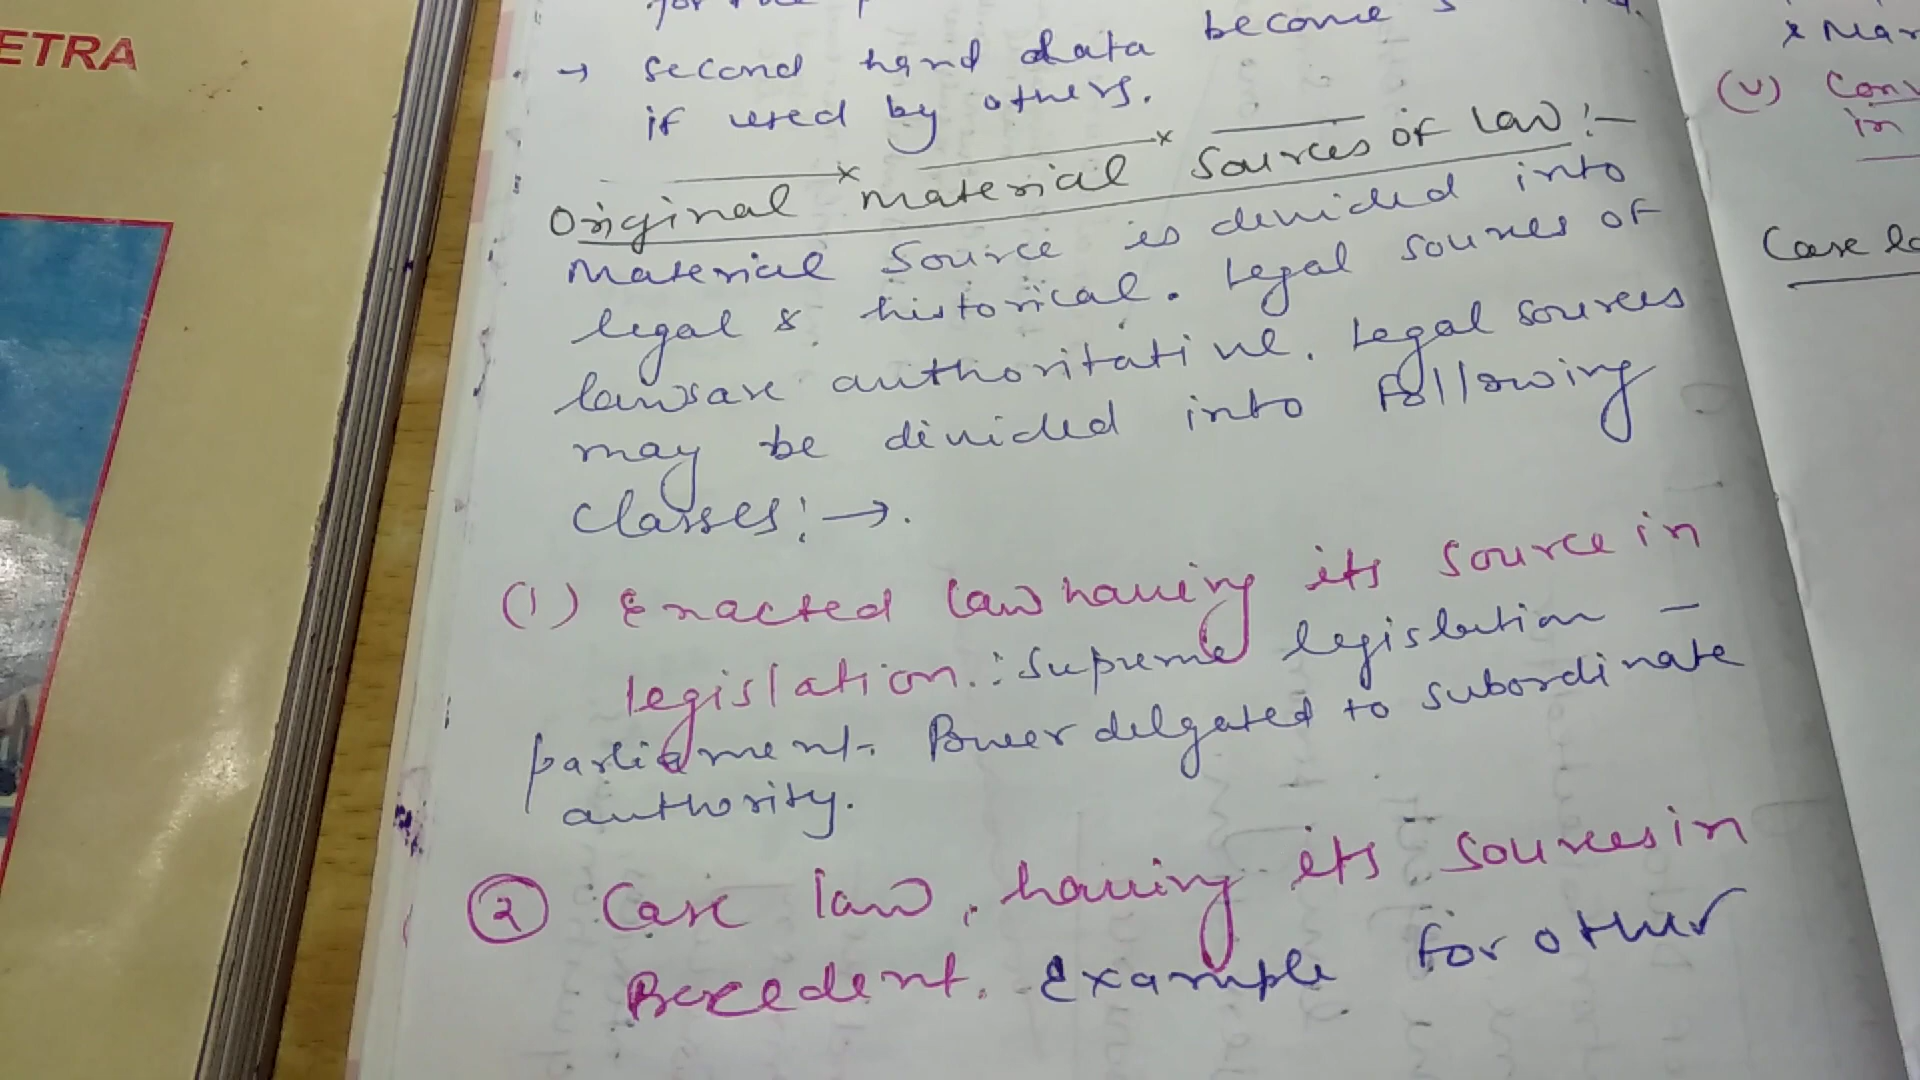 ETRA
→ second hand data become
if used by others.
Original material sources of law :-
Material Source is devided into
legal & historical. Legal sources of
laws are authoritative. Legal sources
may be divided into following
classes: →.
(1) Enacted law having its source in
legislation.: Supreme legislation -
parliament. Power delgated to subordinate
authority.
(2) Case law, having its sources in
Precedent. Example for other
(v) Conv
in
Case la